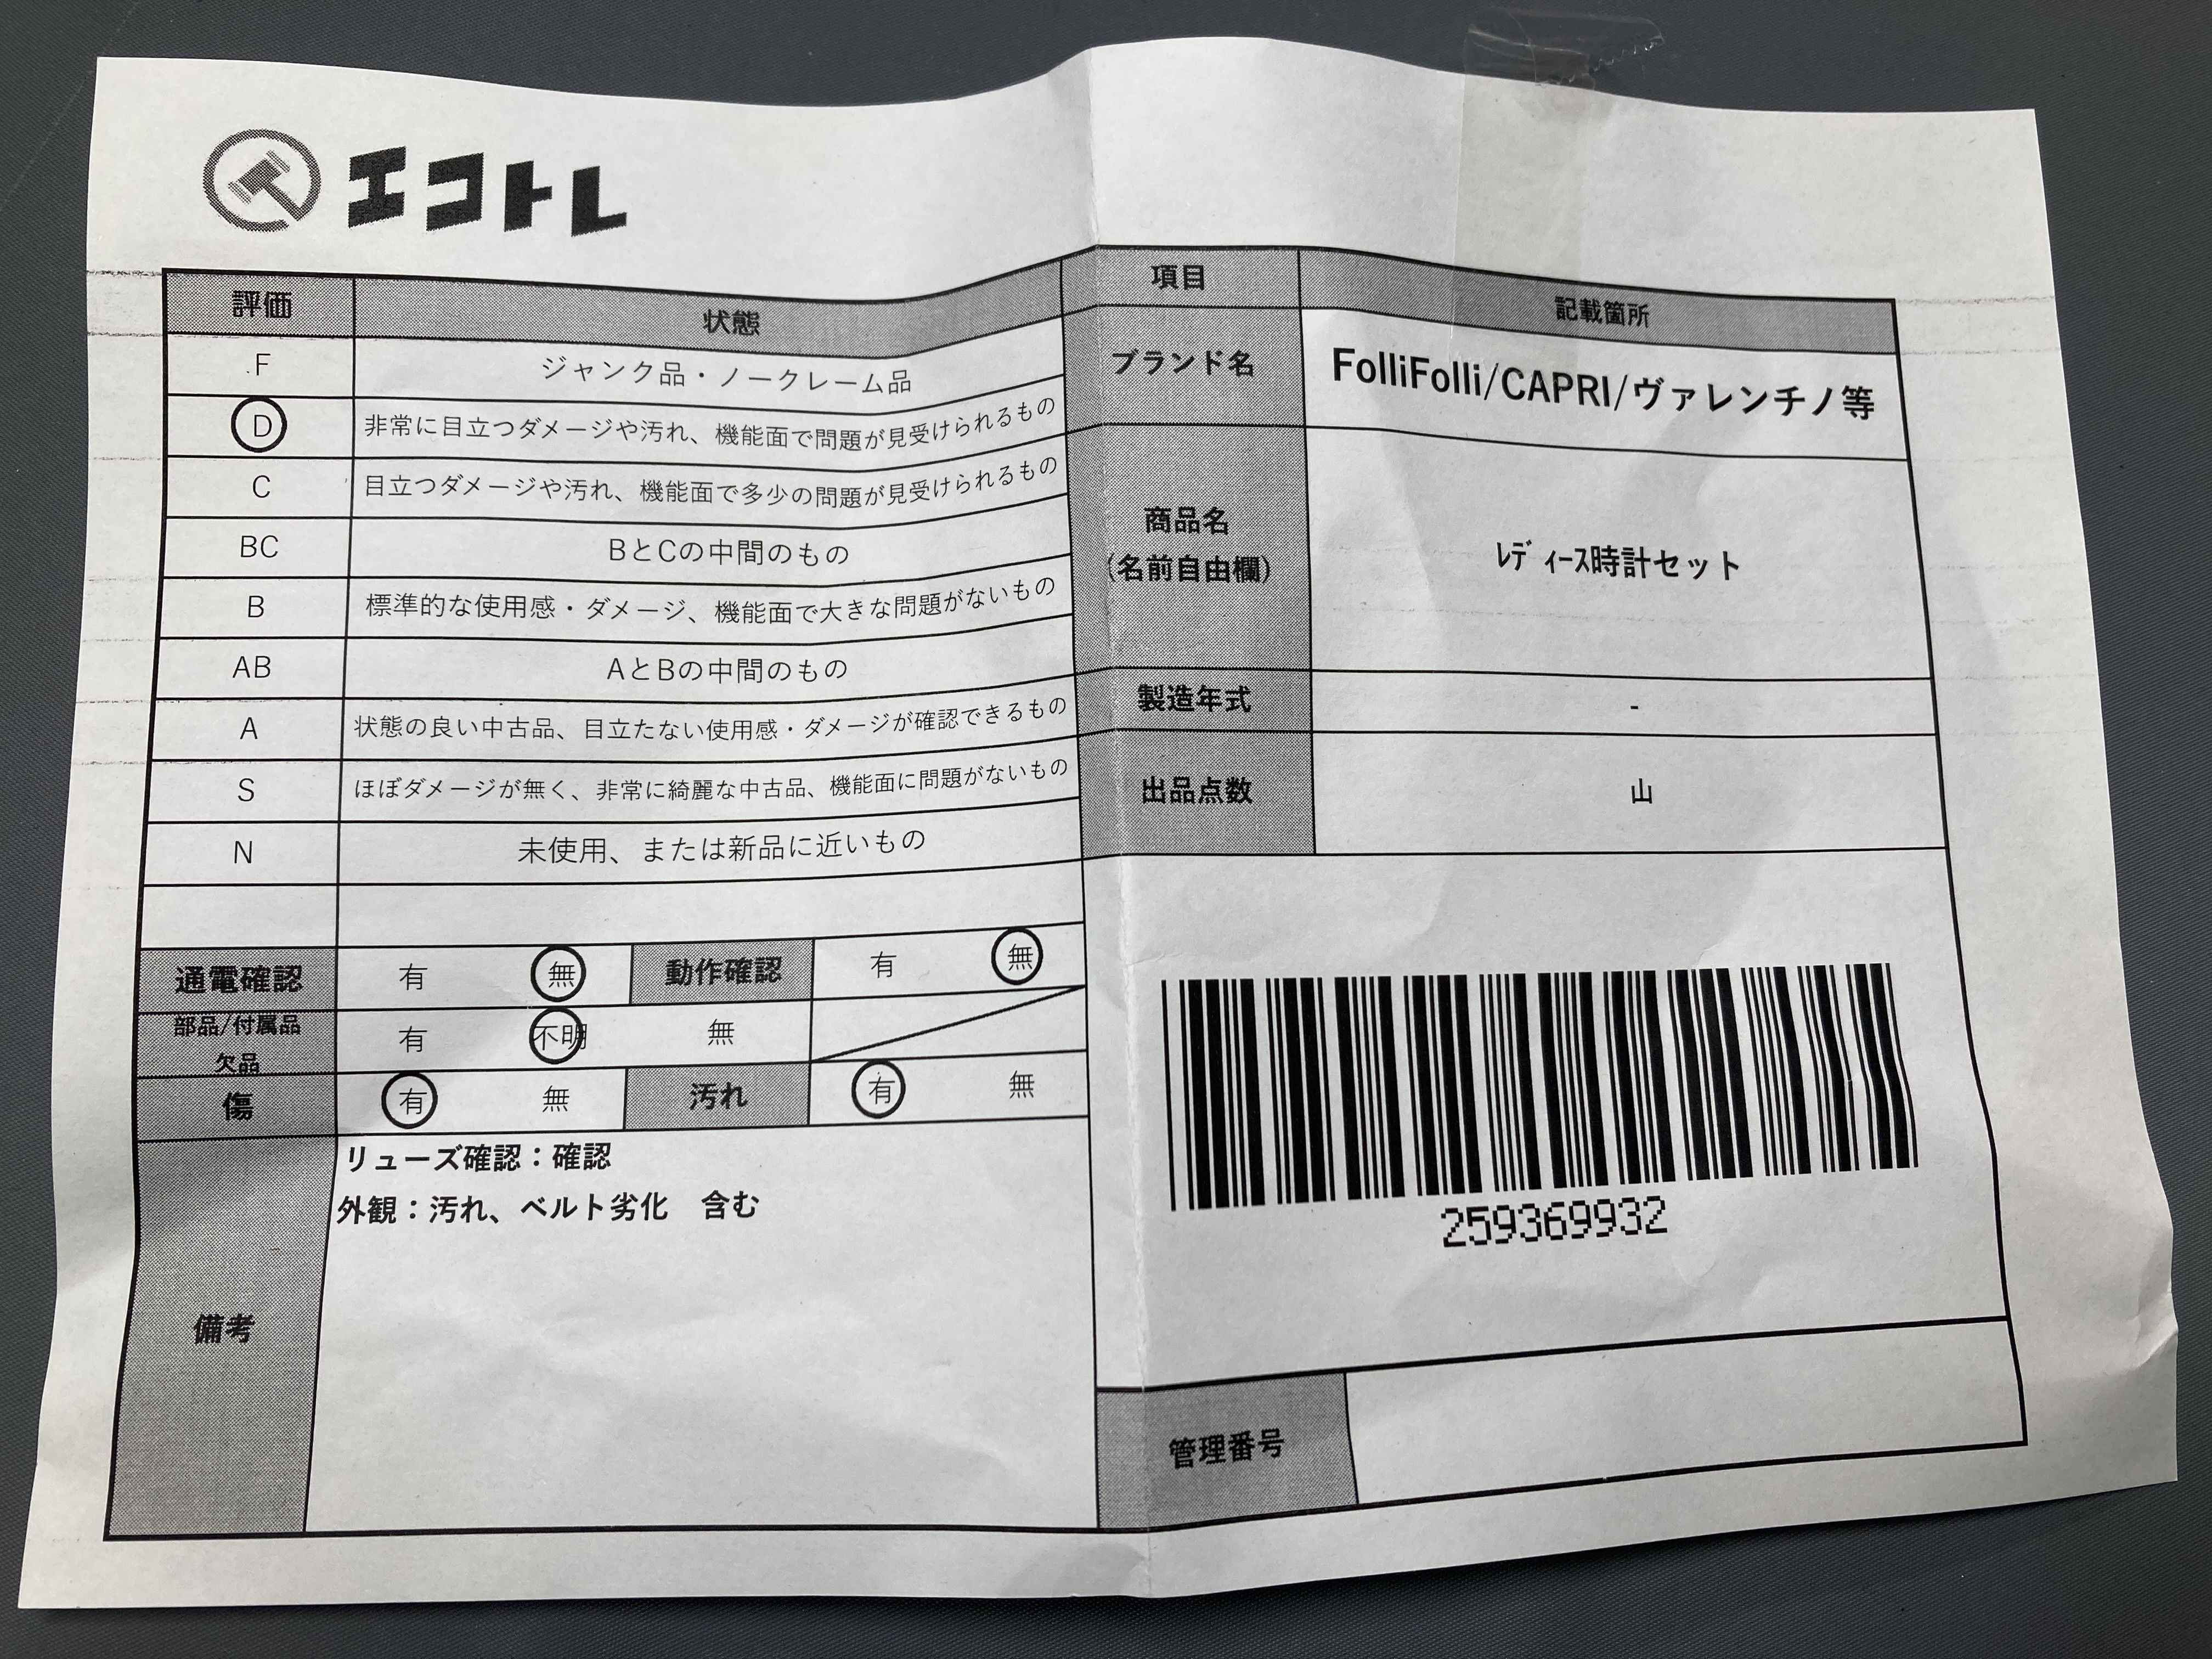 エコトレ
評価 状態
F ジャンク品・ノークレーム品
D 非常に目立つダメージや汚れ、機能面で問題が見受けられるもの
C 目立つダメージや汚れ、機能面で多少の問題が見受けられるもの
BC BとCの中間のもの
B 標準的な使用感・ダメージ、機能面で大きな問題がないもの
AB AとBの中間のもの
A 状態の良い中古品、目立たない使用感・ダメージが確認できるもの
S ほぼダメージが無く、非常に綺麗な中古品、機能面に問題がないもの
N 未使用、または新品に近いもの
通電確認 有 無 動作確認 有 無
部品/付属品
欠品 有 不明 無
傷 有 無 汚れ 有 無
備考
リューズ確認：確認
外観：汚れ、ベルト劣化　含む
項目 記載箇所
ブランド名 FolliFolli/CAPRI/ヴァレンチノ等
商品名
(名前自由欄) ﾚﾃﾞｨｰｽ時計セット
製造年式 -
出品点数 山
259369932
管理番号